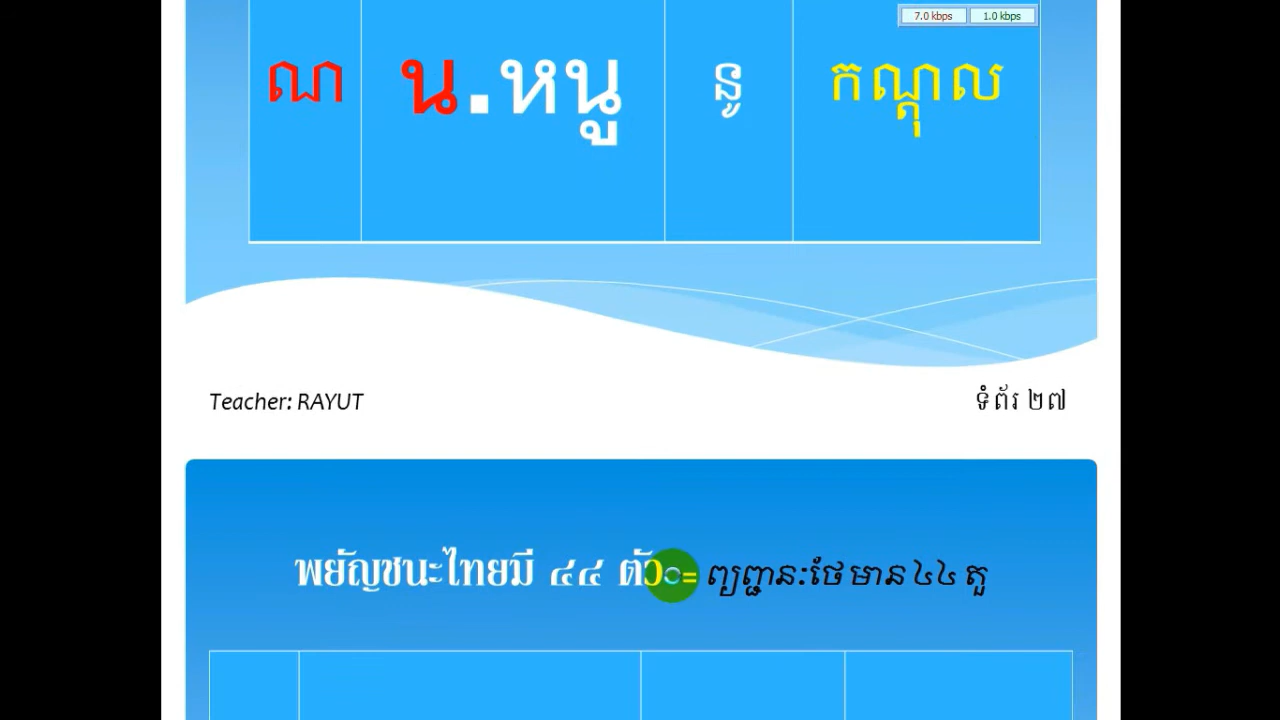 7.0 kbps 1.0 kbps
ណ น.หนู នូ កណ្ដុល
Teacher: RAYUT ទំព័រ ២៧
พยัญชนะไทยมี ๔๔ ตัว = ព្យព្ជានៈថៃ មាន ៤៤ តួ